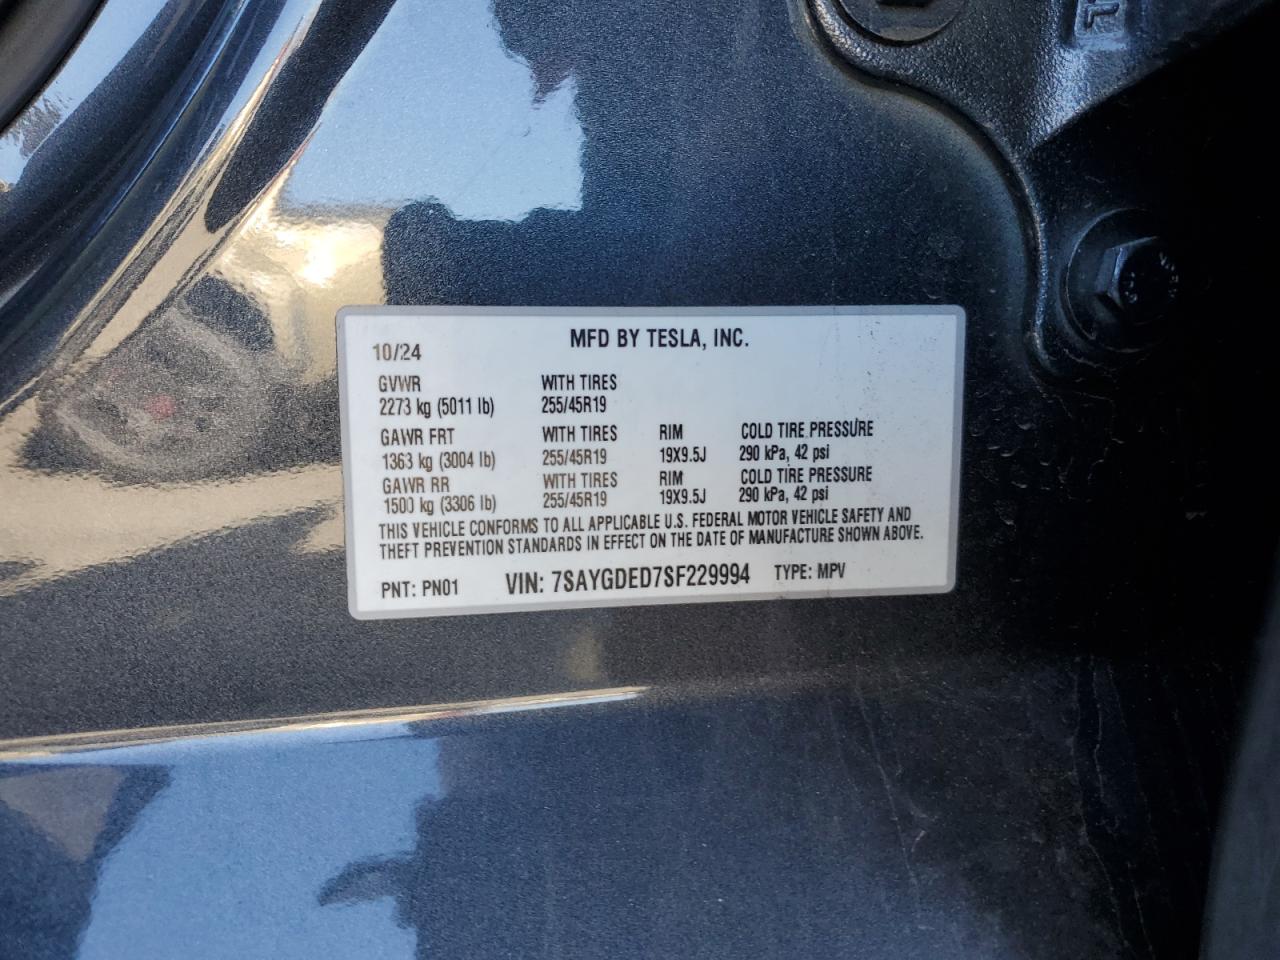 MFD BY TESLA, INC.
10/24
GVWR WITH TIRES
2273 kg (5011 lb) 255/45R19
GAWR FRT WITH TIRES RIM COLD TIRE PRESSURE
1363 kg (3004 lb) 255/45R19 19X9.5J 290 kPa, 42 psi
GAWR RR WITH TIRES RIM COLD TIRE PRESSURE
1500 kg (3306 lb) 255/45R19 19X9.5J 290 kPa, 42 psi
THIS VEHICLE CONFORMS TO ALL APPLICABLE U.S. FEDERAL MOTOR VEHICLE SAFETY AND
THEFT PREVENTION STANDARDS IN EFFECT ON THE DATE OF MANUFACTURE SHOWN ABOVE.
PNT: PN01 VIN: 7SAYGDED7SF229994 TYPE: MPV